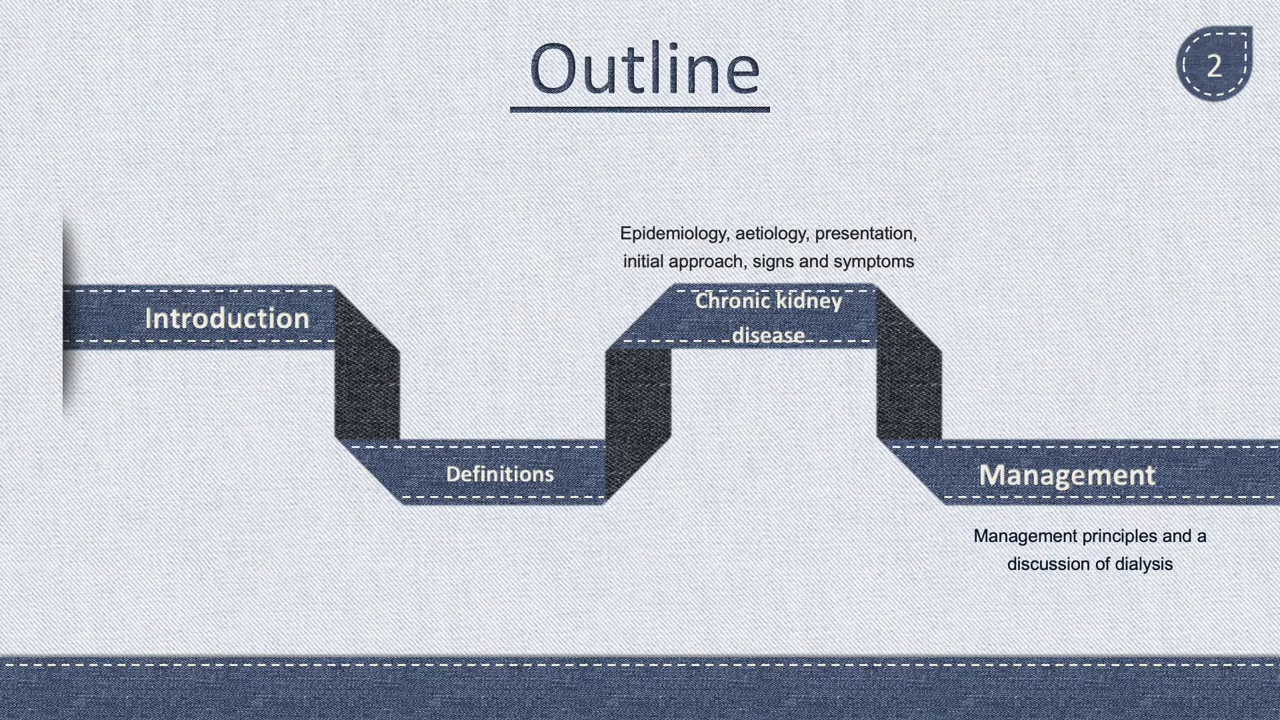 Outline
2
Epidemiology, aetiology, presentation,
initial approach, signs and symptoms
Introduction
Chronic kidney
disease
Definitions
Management
Management principles and a
discussion of dialysis